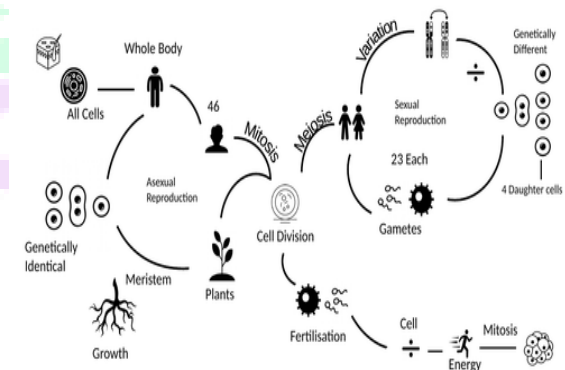 Whole Body
All Cells
46
Mitosis
Asexual
Reproduction
Genetically
Identical
Meristem
Growth
Plants
Cell Division
Meiosis
Variation
Sexual
Reproduction
23 Each
Gametes
Genetically
Different
4 Daughter cells
Fertilisation
Cell
Energy
Mitosis